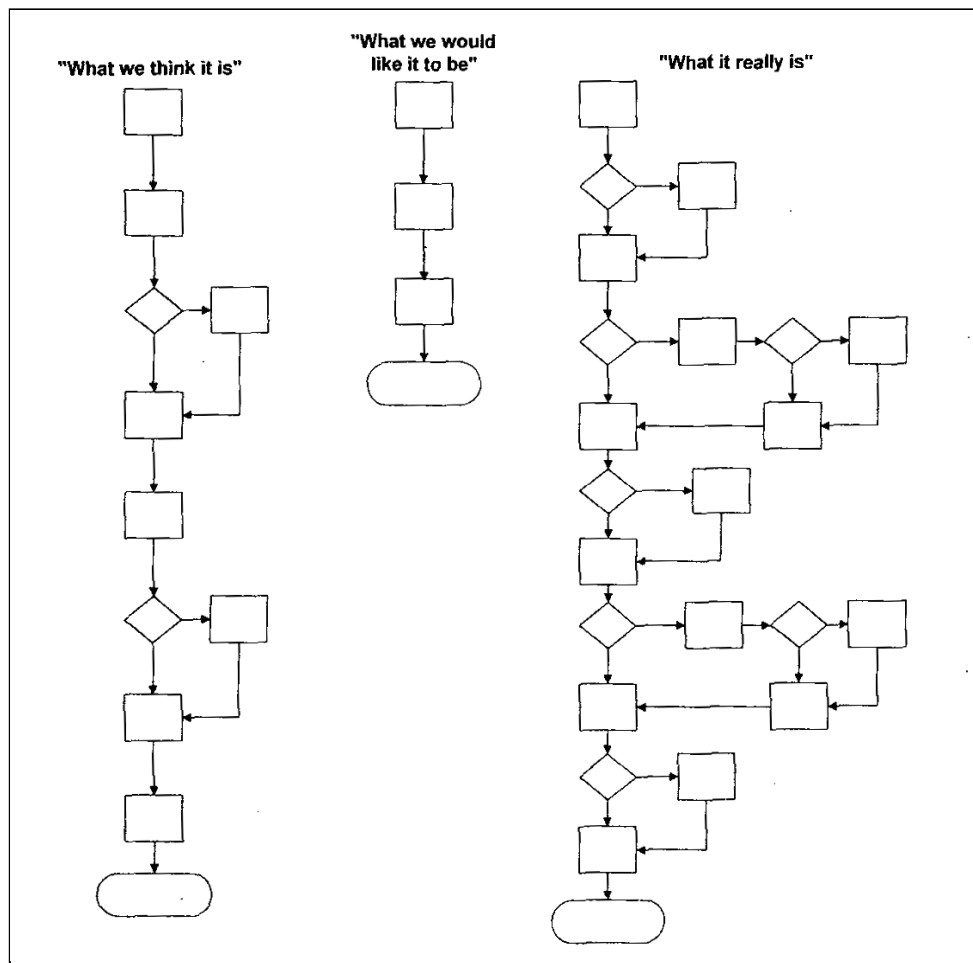 "What we think it is"
"What we would
like it to be"
"What it really is"